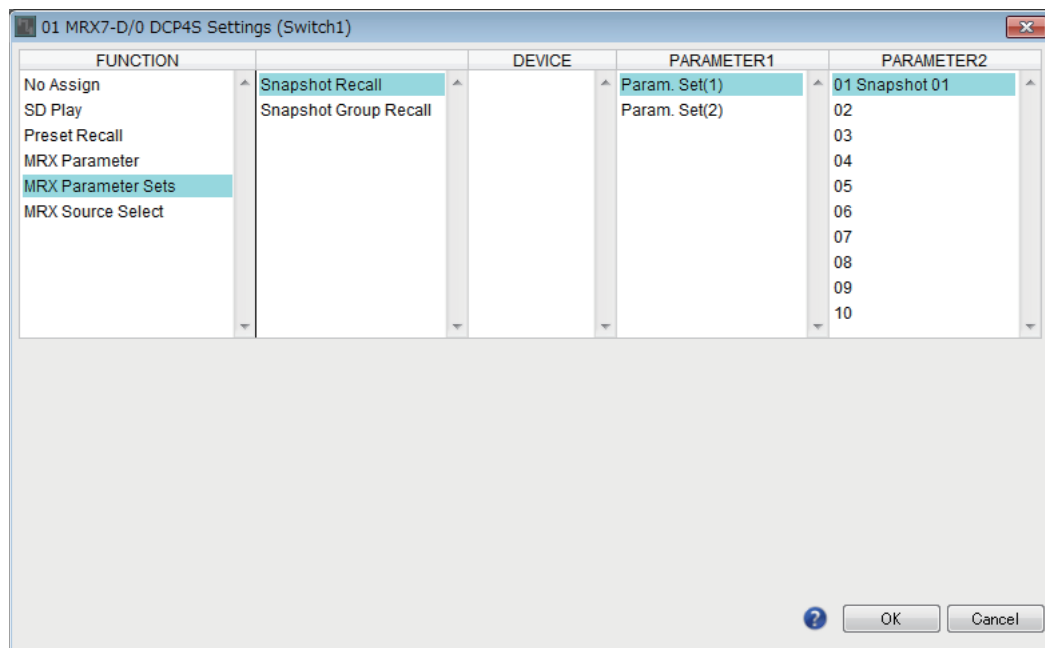 01 MRX7-D/0 DCP4S Settings (Switch1)
FUNCTION DEVICE PARAMETER1 PARAMETER2
No Assign Snapshot Recall Param. Set(1) 01 Snapshot 01
SD Play Snapshot Group Recall Param. Set(2) 02
Preset Recall 03
MRX Parameter 04
MRX Parameter Sets 05
MRX Source Select 06
07
08
09
10
? OK Cancel